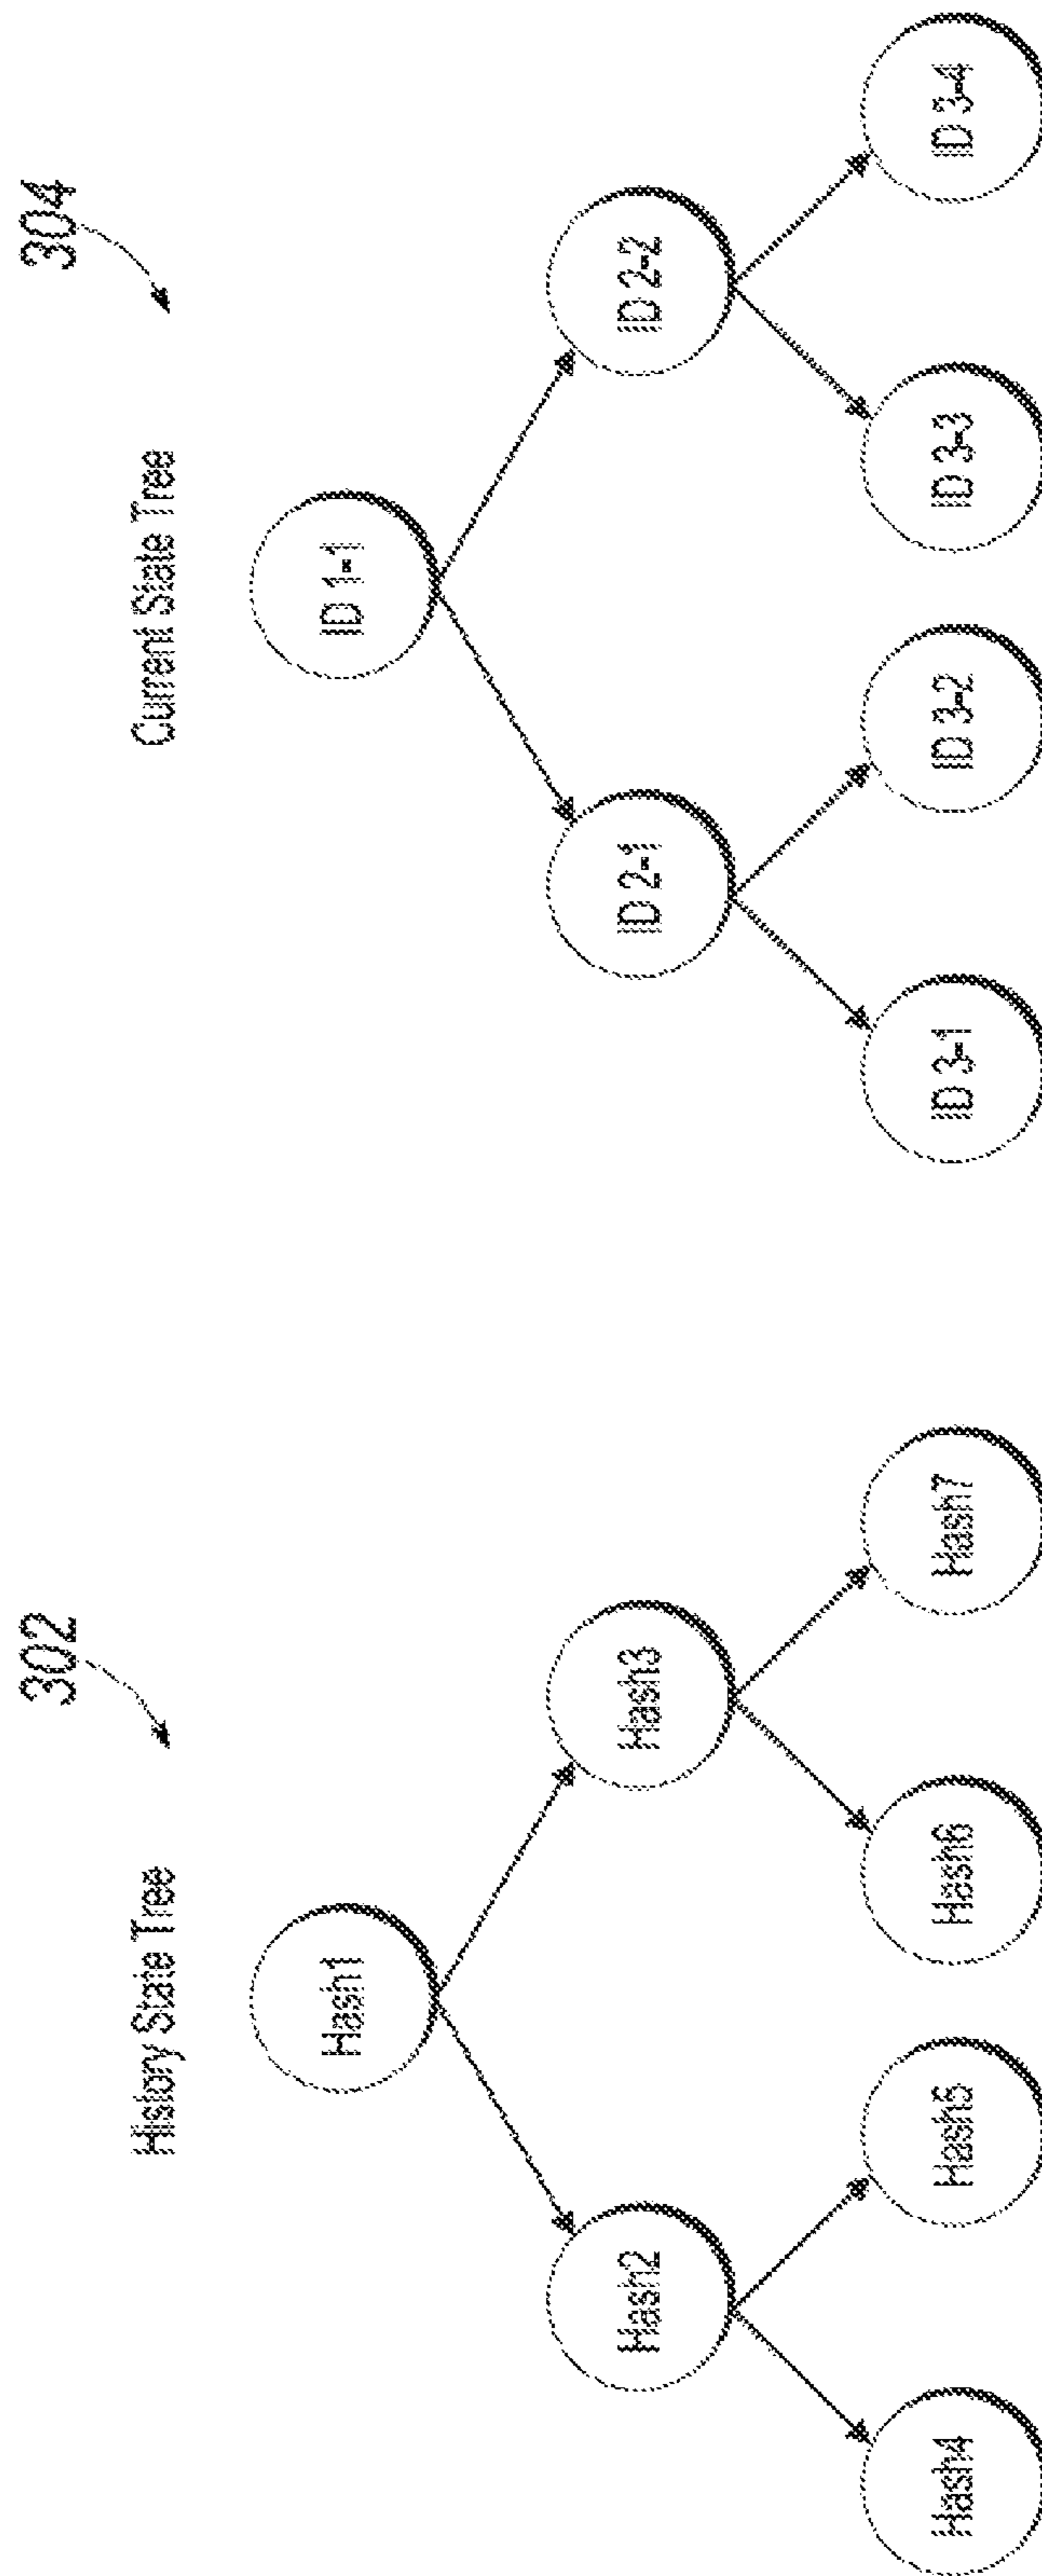 302
History State Tree
Hash1
Hash2
Hash3
Hash4
Hash5
Hash6
Hash7
304
Current State Tree
ID 1-1
ID 2-1
ID 2-2
ID 3-1
ID 3-2
ID 3-3
ID 3-4